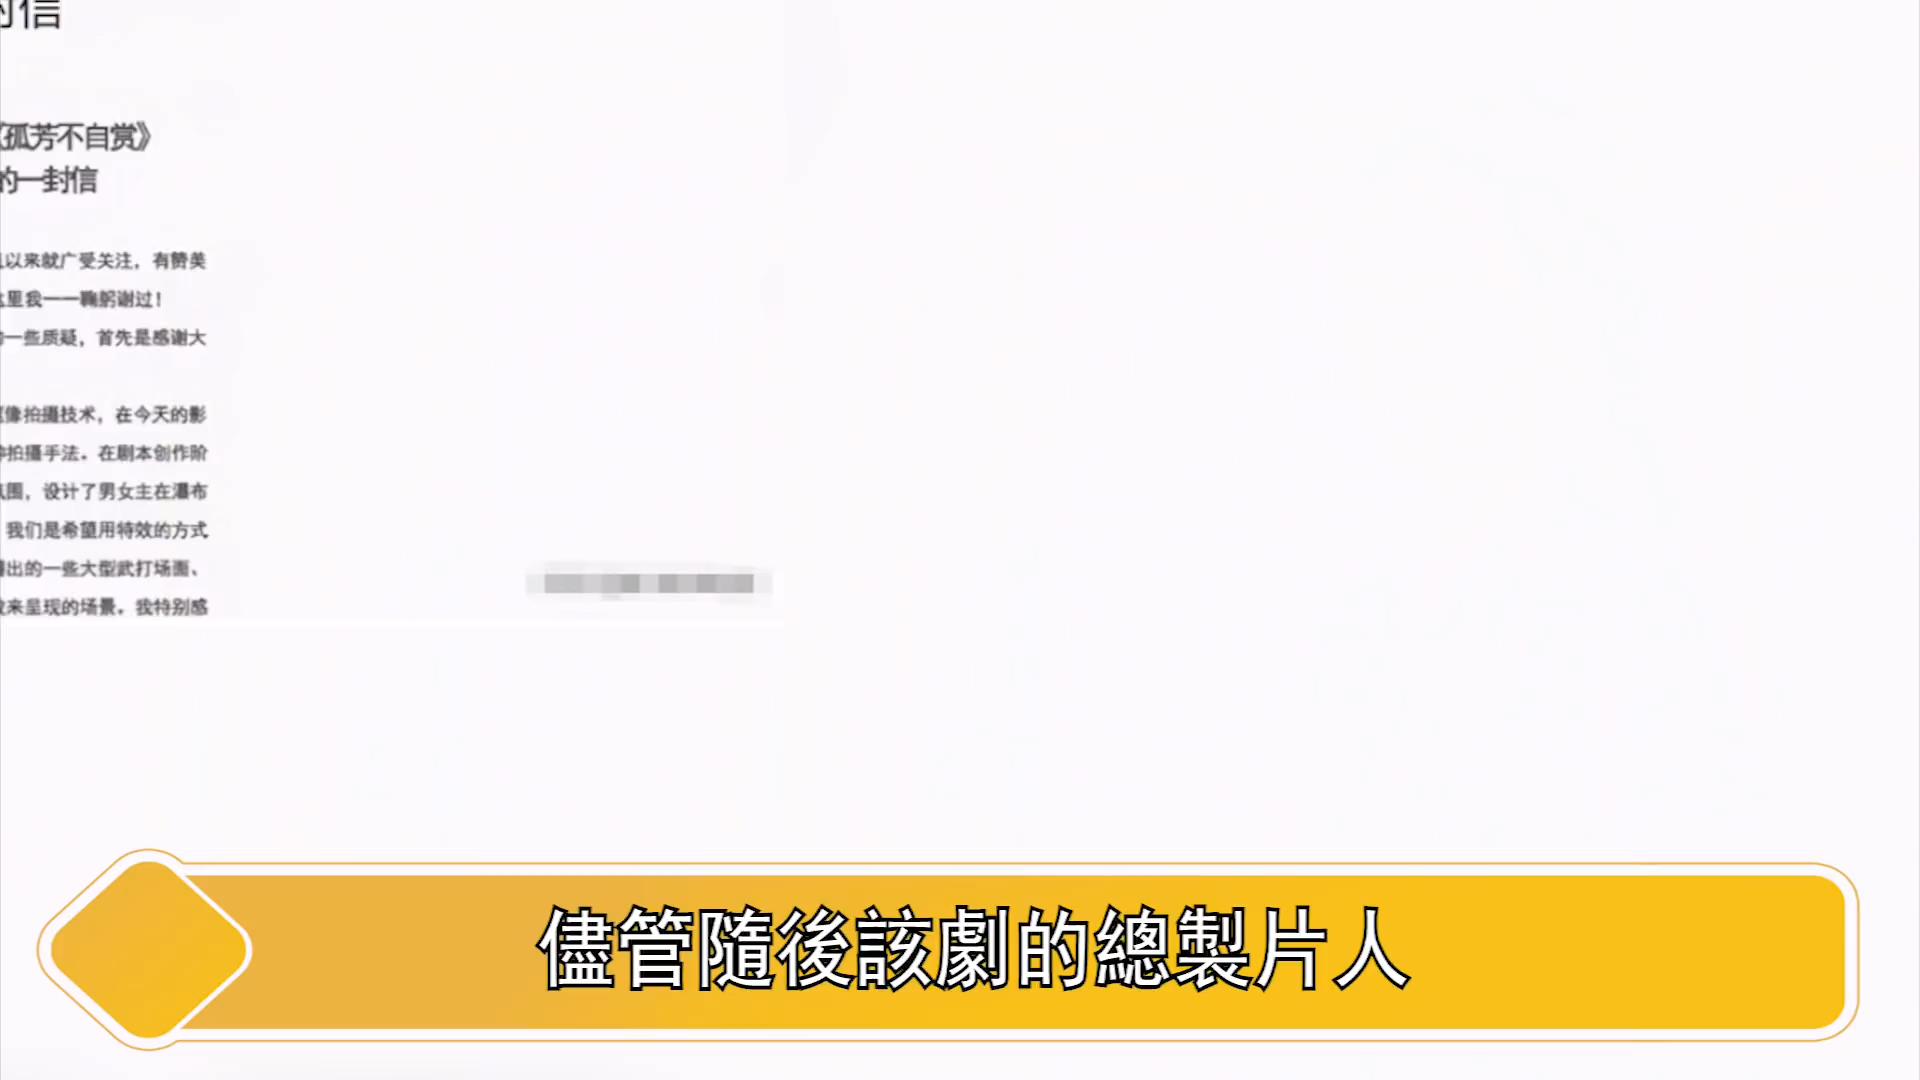 封信
《孤芳不自赏》
的一封信
以来就广受关注，有赞美
这里我一一鞠躬谢过！
的一些质疑，首先是感谢大
像拍摄技术，在今天的影
种拍摄手法。在剧本创作阶
氛围，设计了男女主在瀑布
我们是希望用特效的方式
播出的一些大型武打场面、
效来呈现的场景。我特别感
儘管隨後該劇的總製片人